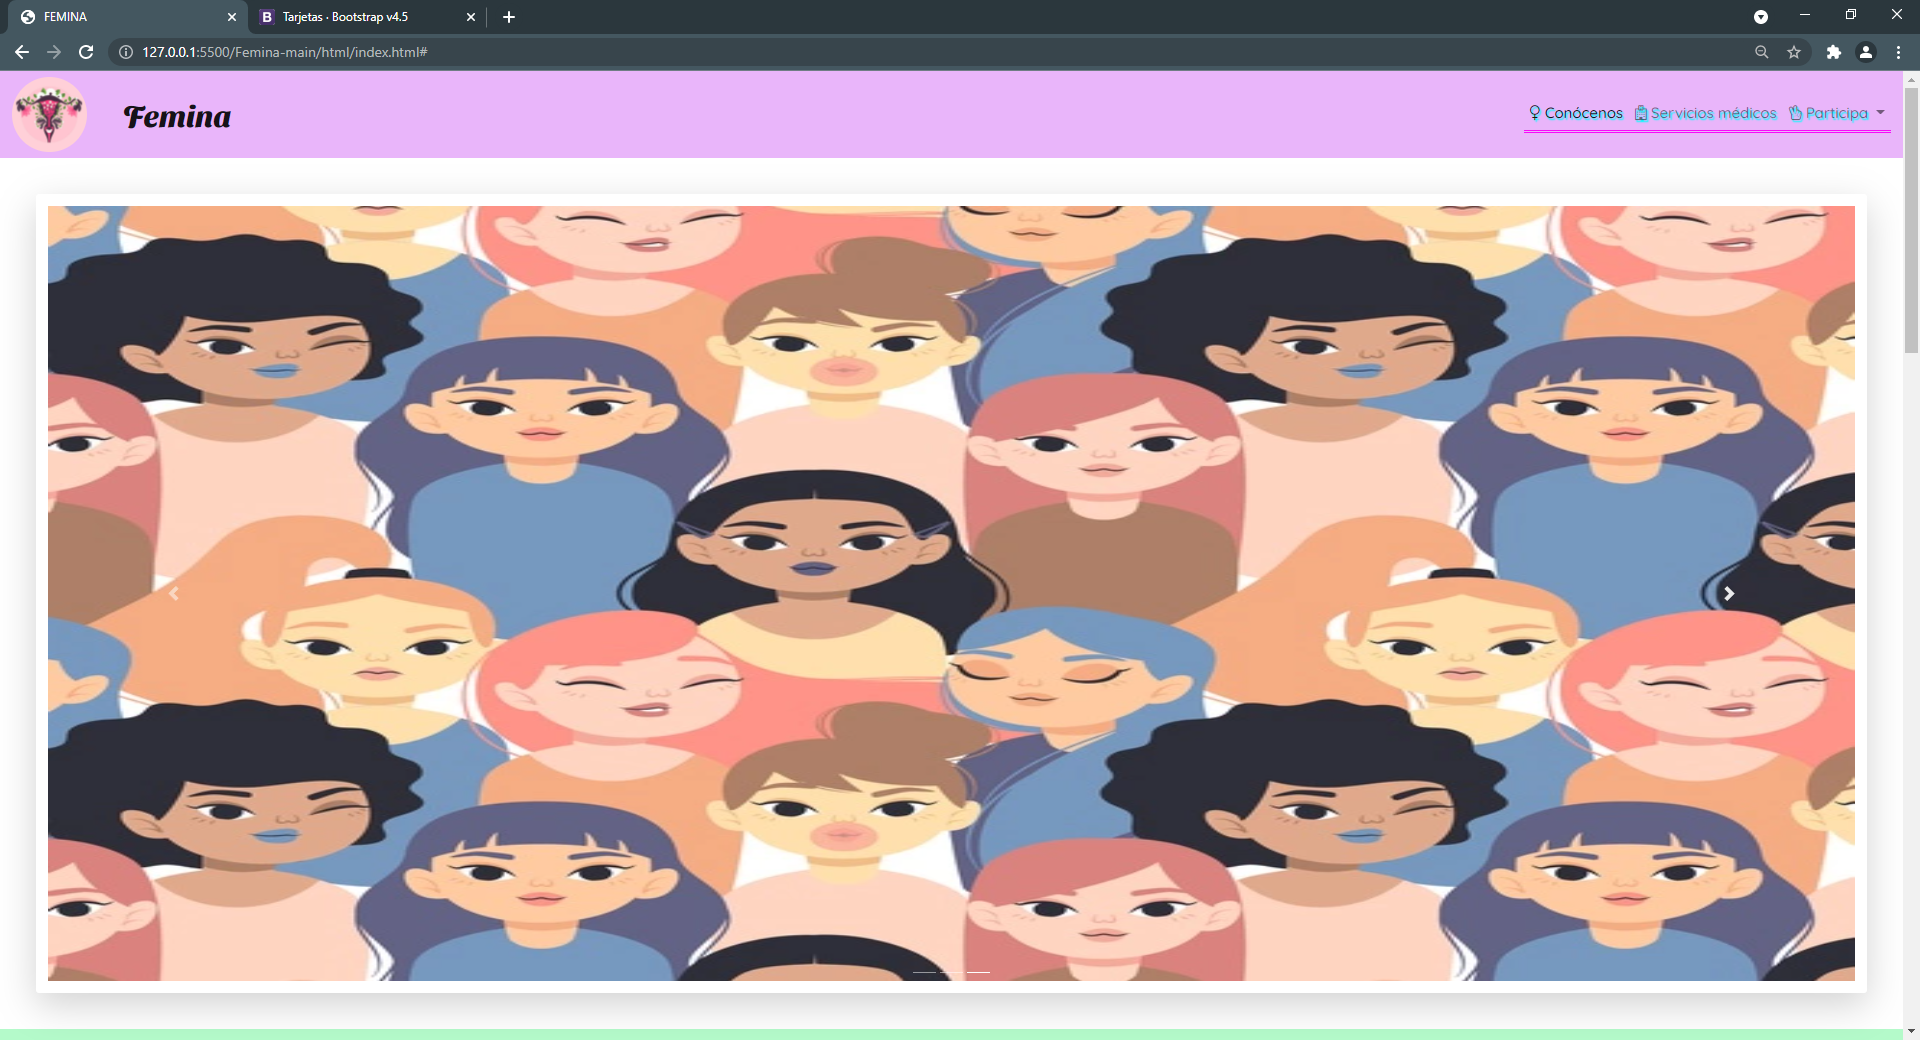 FEMINA
Tarjetas · Bootstrap v4.5
127.0.0.1:5500/Femina-main/html/index.html#
Femina
Conócenos Servicios médicos Participa